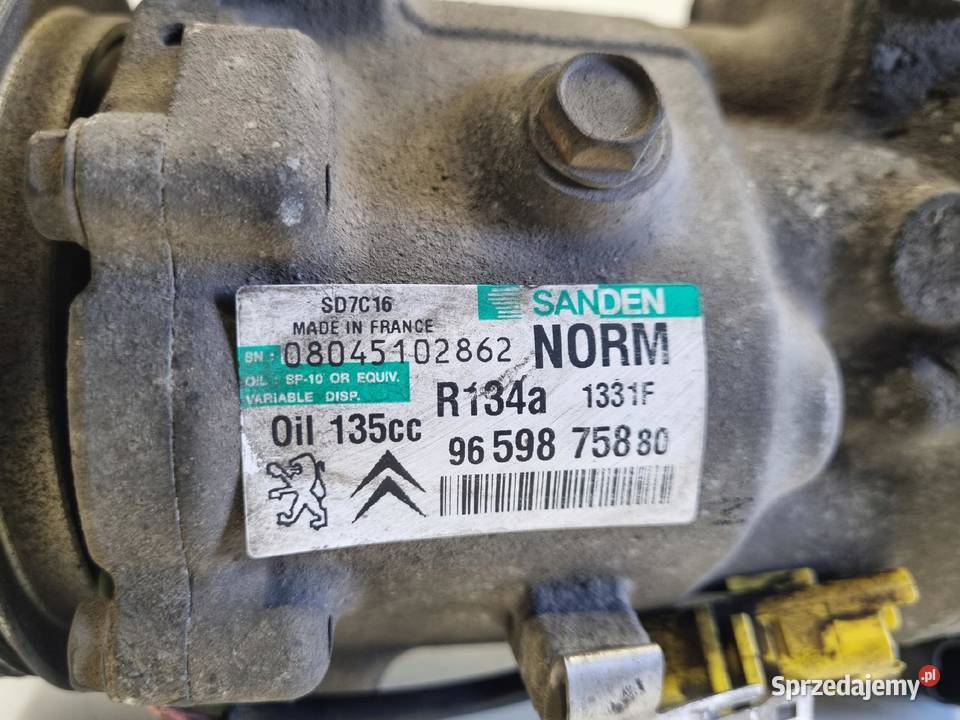 SD7C16
SANDEN
MADE IN FRANCE
SN: 08045102862
NORM
OIL: SP-10 OR EQUIV.
VARIABLE DISP.
R134a 1331F
Oil 135cc
96 598 758 80
Sprzedajemy.pl